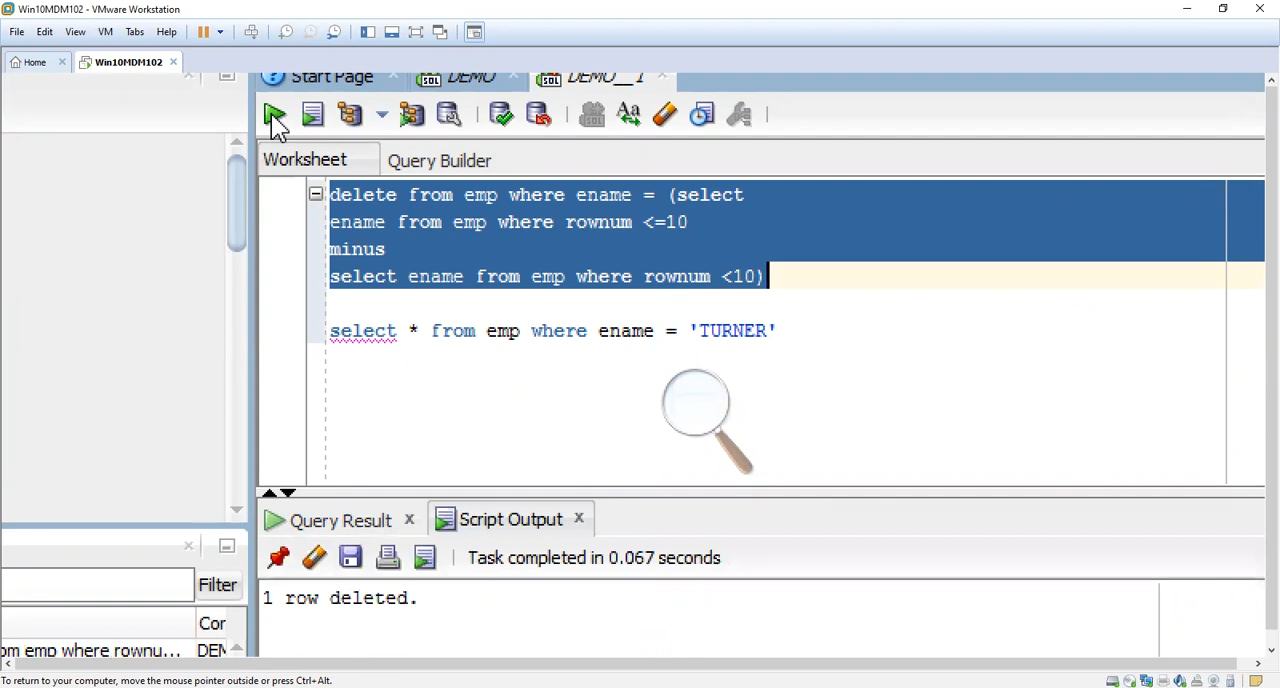 Win10MDM102 - VMware Workstation
File Edit View VM Tabs Help
Home Win10MDM102
Start Page DEMO DEMO__1
Worksheet Query Builder
delete from emp where ename = (select
ename from emp where rownum <=10
minus
select ename from emp where rownum <10)
select * from emp where ename = 'TURNER'
Query Result x Script Output x
Task completed in 0.067 seconds
Filter
1 row deleted.
Cor
om emp where rownu... DEM
To return to your computer, move the mouse pointer outside or press Ctrl+Alt.